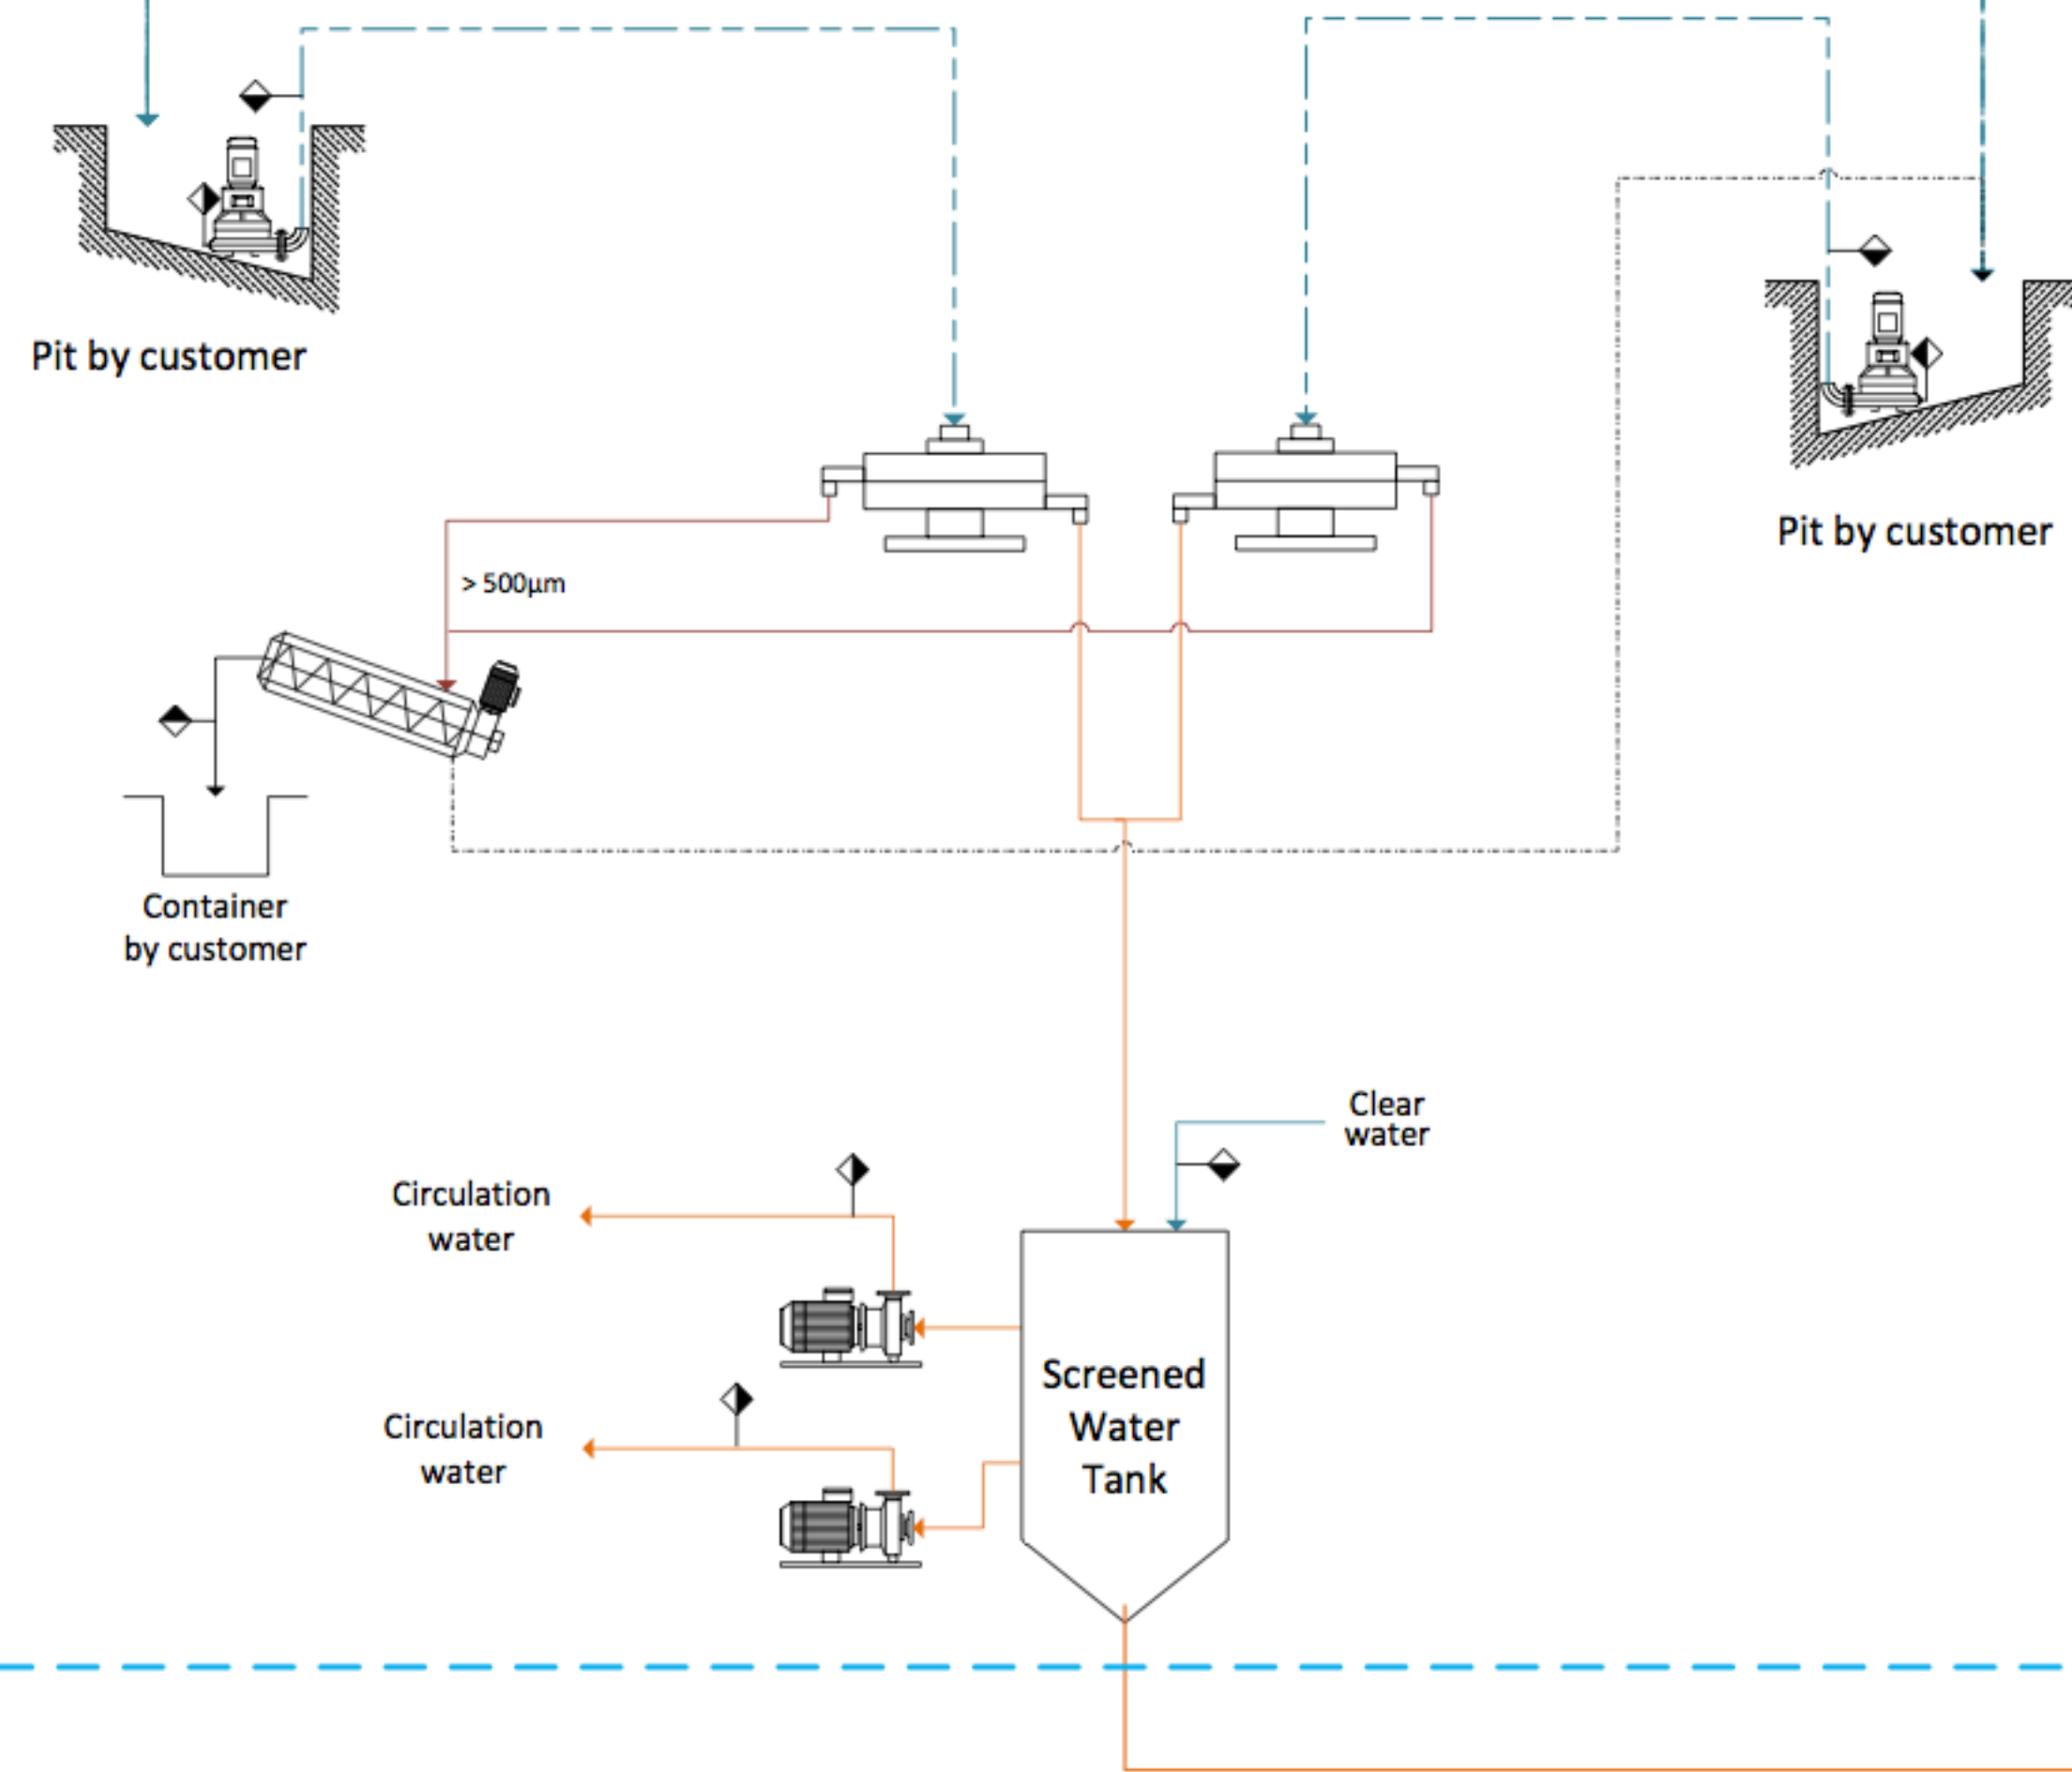 Pit by customer
Pit by customer
> 500µm
Container
by customer
Clear
water
Circulation
water
Screened
Water
Tank
Circulation
water